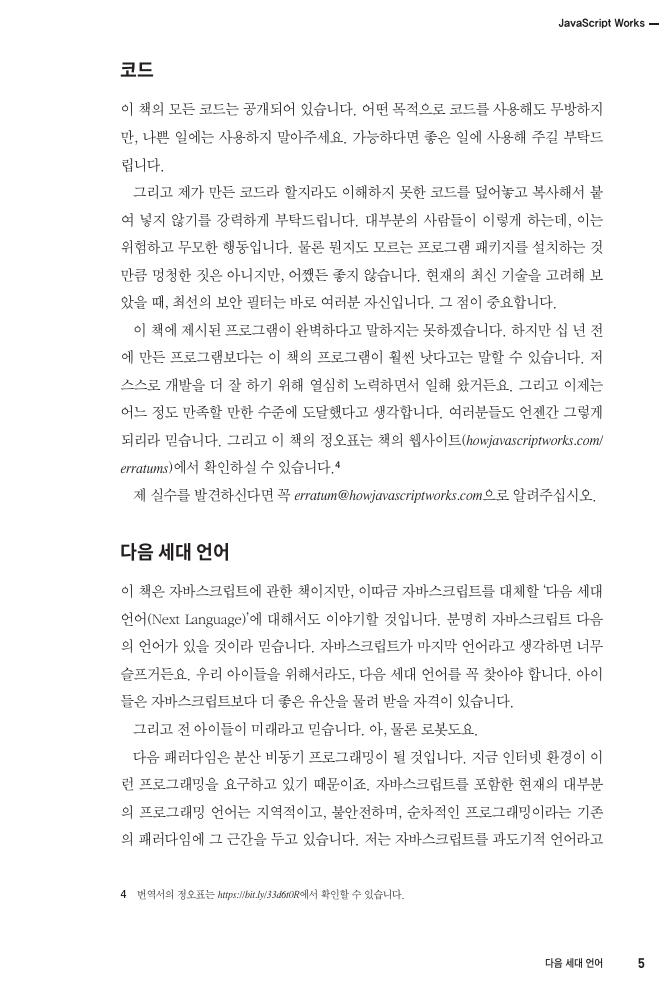 JavaScript Works
코드
이 책의 모든 코드는 공개되어 있습니다. 어떤 목적으로 코드를 사용해도 무방하지
만, 나쁜 일에는 사용하지 말아주세요. 가능하다면 좋은 일에 사용해 주길 부탁드
립니다.
그리고 제가 만든 코드라 할지라도 이해하지 못한 코드를 덮어놓고 복사해서 붙
여 넣지 않기를 강력하게 부탁드립니다. 대부분의 사람들이 이렇게 하는데, 이는
위험하고 무모한 행동입니다. 물론 뭔지도 모르는 프로그램 패키지를 설치하는 것
만큼 멍청한 짓은 아니지만, 어쨌든 좋지 않습니다. 현재의 최신 기술을 고려해 보
았을 때, 최선의 보안 필터는 바로 여러분 자신입니다. 그 점이 중요합니다.
이 책에 제시된 프로그램이 완벽하다고 말하지는 못하겠습니다. 하지만 십 년 전
에 만든 프로그램보다는 이 책의 프로그램이 훨씬 낫다고는 말할 수 있습니다. 저
스스로 개발을 더 잘 하기 위해 열심히 노력하면서 일해 왔거든요. 그리고 이제는
어느 정도 만족할 만한 수준에 도달했다고 생각합니다. 여러분들도 언젠간 그렇게
되리라 믿습니다. 그리고 이 책의 정오표는 책의 웹사이트(howjavascriptworks.com/
erratums)에서 확인하실 수 있습니다.4
제 실수를 발견하신다면 꼭 erratum@howjavascriptworks.com으로 알려주십시오.
다음 세대 언어
이 책은 자바스크립트에 관한 책이지만, 이따금 자바스크립트를 대체할 '다음 세대
언어(Next Language)'에 대해서도 이야기할 것입니다. 분명히 자바스크립트 다음
의 언어가 있을 것이라 믿습니다. 자바스크립트가 마지막 언어라고 생각하면 너무
슬프거든요. 우리 아이들을 위해서라도, 다음 세대 언어를 꼭 찾아야 합니다. 아이
들은 자바스크립트보다 더 좋은 유산을 물려 받을 자격이 있습니다.
그리고 전 아이들이 미래라고 믿습니다. 아, 물론 로봇도요.
다음 패러다임은 분산 비동기 프로그래밍이 될 것입니다. 지금 인터넷 환경이 이
런 프로그래밍을 요구하고 있기 때문이죠. 자바스크립트를 포함한 현재의 대부분
의 프로그래밍 언어는 지역적이고, 불안전하며, 순차적인 프로그래밍이라는 기존
의 패러다임에 그 근간을 두고 있습니다. 저는 자바스크립트를 과도기적 언어라고
4 번역서의 정오표는 https://bit.ly/33d6t0R에서 확인할 수 있습니다.
다음 세대 언어 5